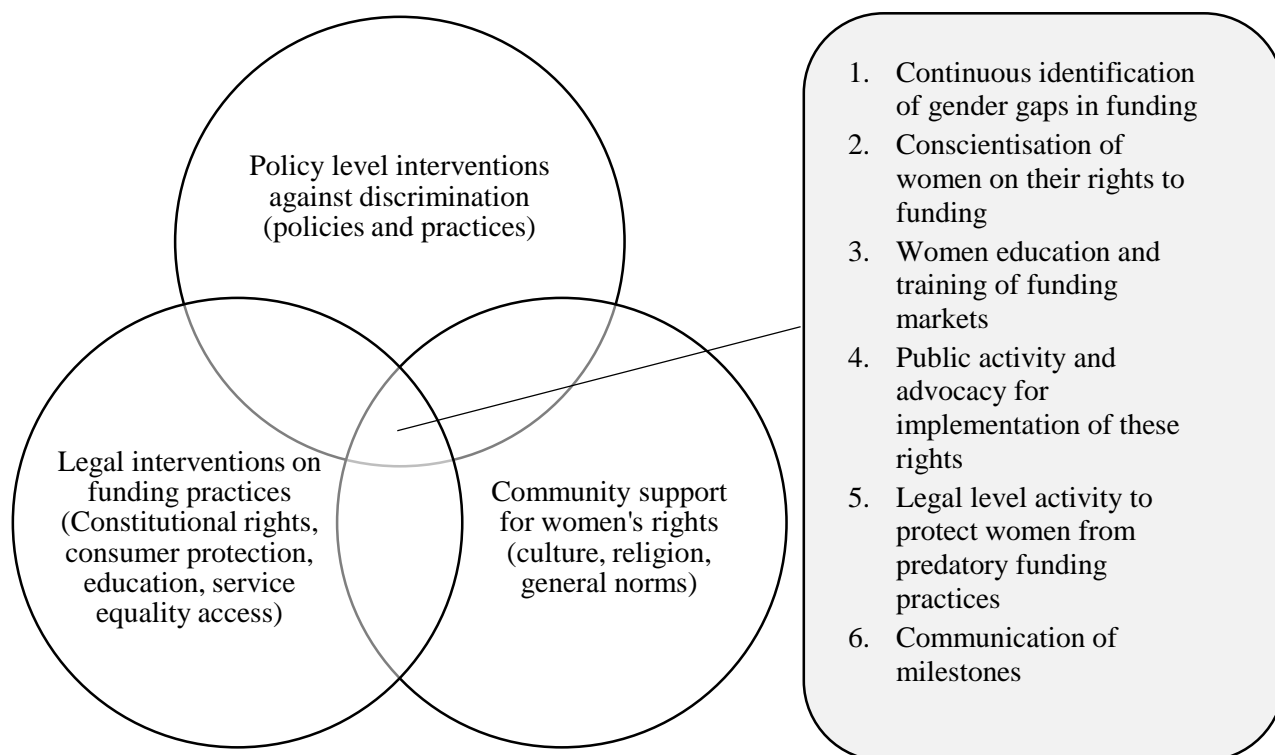 Policy level interventions
against discrimination
(policies and practices)
Legal interventions on
funding practices
(Constitutional rights,
consumer protection,
education, service
equality access)
Community support
for women's rights
(culture, religion,
general norms)
1. Continuous identification
of gender gaps in funding
2. Conscientisation of
women on their rights to
funding
3. Women education and
training of funding
markets
4. Public activity and
advocacy for
implementation of these
rights
5. Legal level activity to
protect women from
predatory funding
practices
6. Communication of
milestones